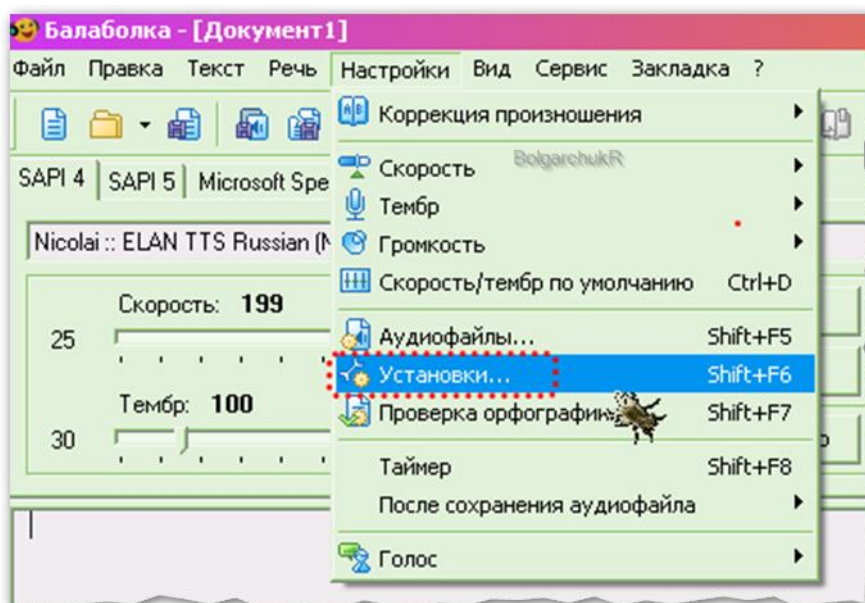 Балаболка - [Документ1]
Файл Правка Текст Речь Настройки Вид Сервис Закладка ?
Коррекция произношения
SAPI 4 SAPI 5 Microsoft Spe
Скорость
BolgarchukR
Тембр
Nicolai :: ELAN TTS Russian (
Громкость
Скорость/тембр по умолчанию Ctrl+D
Скорость: 199
25
Аудиофайлы... Shift+F5
Установки... Shift+F6
Тембр: 100
Проверка орфографии Shift+F7
30
Таймер Shift+F8
После сохранения аудиофайла
Голос